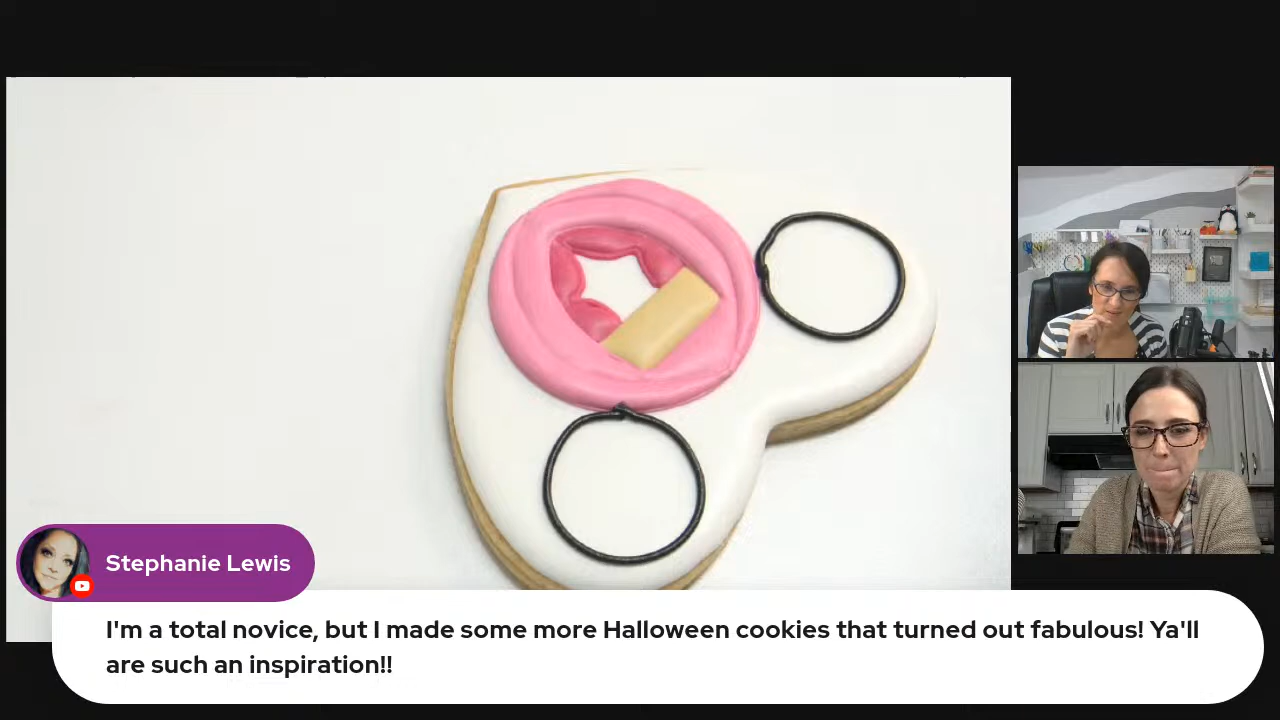 Stephanie Lewis
I'm a total novice, but I made some more Halloween cookies that turned out fabulous! Ya'll
are such an inspiration!!